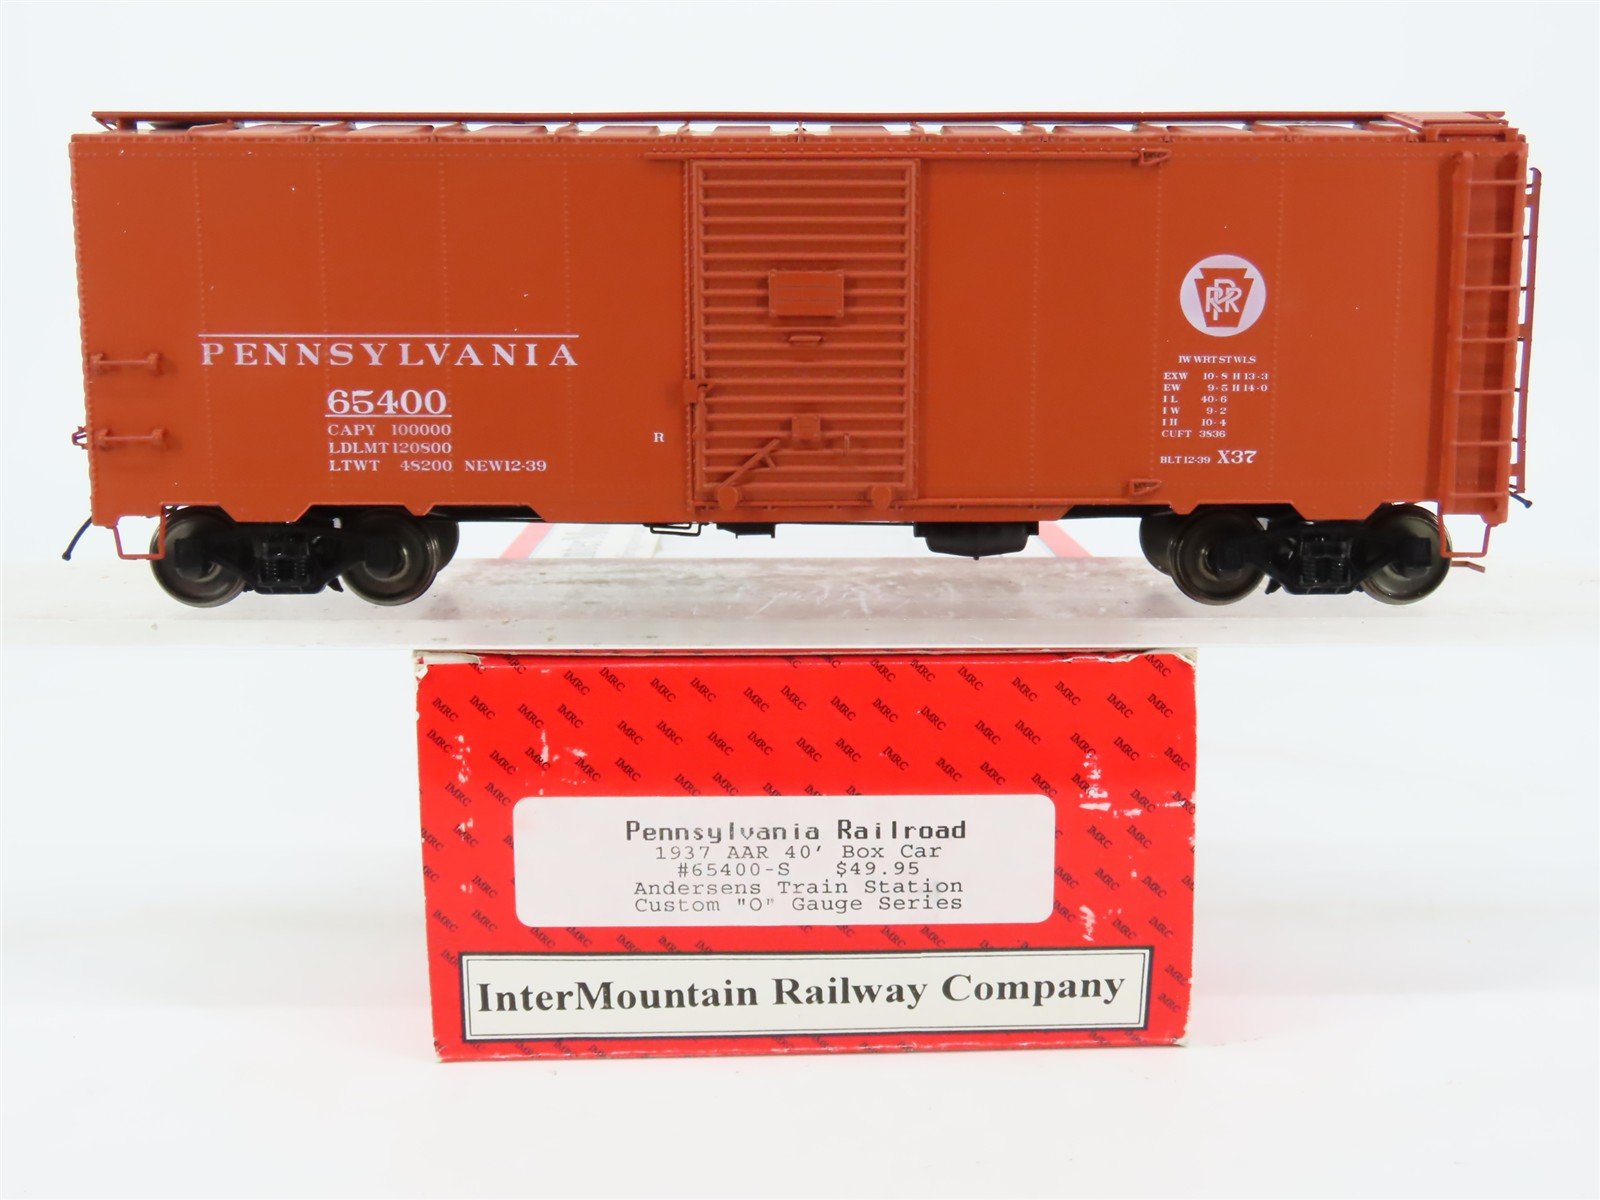 PENNSYLVANIA
65400
CAPY 100000
LDLMT 120800
LTWT 48200 NEW 12-39
R
PRR
IW WRT ST WLS
EXW 10-8 H 13-3
EW 9-5 H 14-0
IL 40-6
IW 9-2
IH 10-4
CUFT 3836
BLT 12-39 X37
IMRC
Pennsylvania Railroad
1937 AAR 40' Box Car
#65400-S $49.95
Andersens Train Station
Custom "O" Gauge Series
InterMountain Railway Company